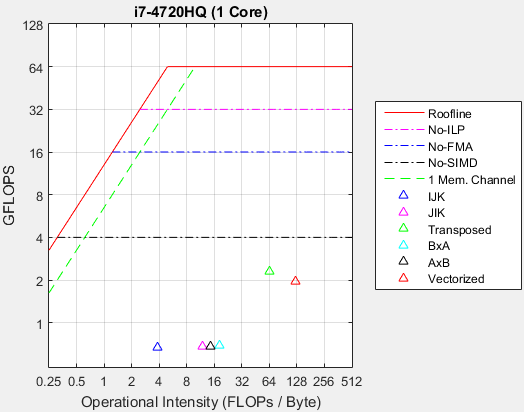 i7-4720HQ (1 Core)
128
64
32
16
8
4
2
1
GFLOPS
0.25 0.5 1 2 4 8 16 32 64 128 256 512
Operational Intensity (FLOPs / Byte)
Roofline
No-ILP
No-FMA
No-SIMD
1 Mem. Channel
IJK
JIK
Transposed
BxA
AxB
Vectorized